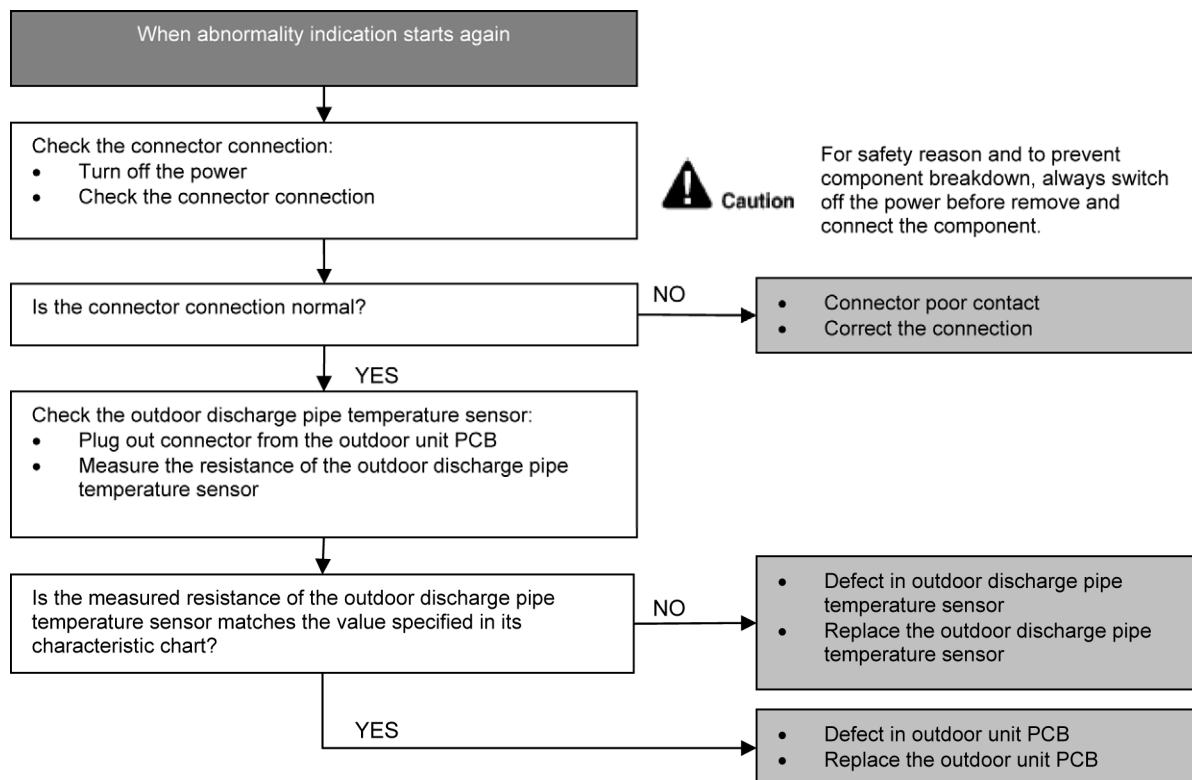 When abnormality indication starts again
Check the connector connection:
• Turn off the power
• Check the connector connection
Caution
For safety reason and to prevent
component breakdown, always switch
off the power before remove and
connect the component.
Is the connector connection normal?
NO
• Connector poor contact
• Correct the connection
YES
Check the outdoor discharge pipe temperature sensor:
• Plug out connector from the outdoor unit PCB
• Measure the resistance of the outdoor discharge pipe
temperature sensor
Is the measured resistance of the outdoor discharge pipe
temperature sensor matches the value specified in its
characteristic chart?
NO
• Defect in outdoor discharge pipe
temperature sensor
• Replace the outdoor discharge pipe
temperature sensor
YES
• Defect in outdoor unit PCB
• Replace the outdoor unit PCB